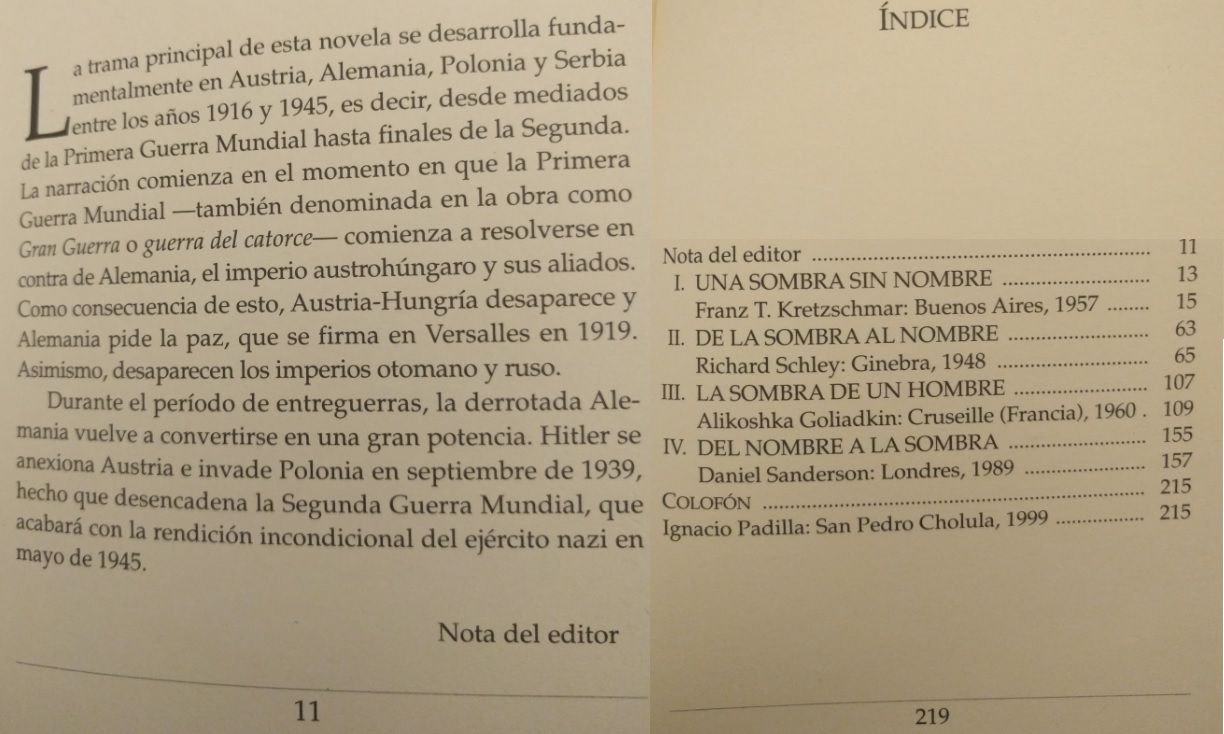 La trama principal de esta novela se desarrolla funda-
mentalmente en Austria, Alemania, Polonia y Serbia
entre los años 1916 y 1945, es decir, desde mediados
de la Primera Guerra Mundial hasta finales de la Segunda.
La narración comienza en el momento en que la Primera
Guerra Mundial —también denominada en la obra como
Gran Guerra o guerra del catorce— comienza a resolverse en
contra de Alemania, el imperio austrohúngaro y sus aliados.
Como consecuencia de esto, Austria-Hungría desaparece y
Alemania pide la paz, que se firma en Versalles en 1919.
Asimismo, desaparecen los imperios otomano y ruso.
Durante el período de entreguerras, la derrotada Ale-
mania vuelve a convertirse en una gran potencia. Hitler se
anexiona Austria e invade Polonia en septiembre de 1939,
hecho que desencadena la Segunda Guerra Mundial, que
acabará con la rendición incondicional del ejército nazi en
mayo de 1945.
Nota del editor
11
ÍNDICE
Nota del editor ........ 11
I. UNA SOMBRA SIN NOMBRE ........ 13
Franz T. Kretzschmar: Buenos Aires, 1957 ........ 15
II. DE LA SOMBRA AL NOMBRE ........ 63
Richard Schley: Ginebra, 1948 ........ 65
III. LA SOMBRA DE UN HOMBRE ........ 107
Alikoshka Goliadkin: Cruseille (Francia), 1960 . 109
IV. DEL NOMBRE A LA SOMBRA ........ 155
Daniel Sanderson: Londres, 1989 ........ 157
COLOFÓN ........ 215
Ignacio Padilla: San Pedro Cholula, 1999 ........ 215
219